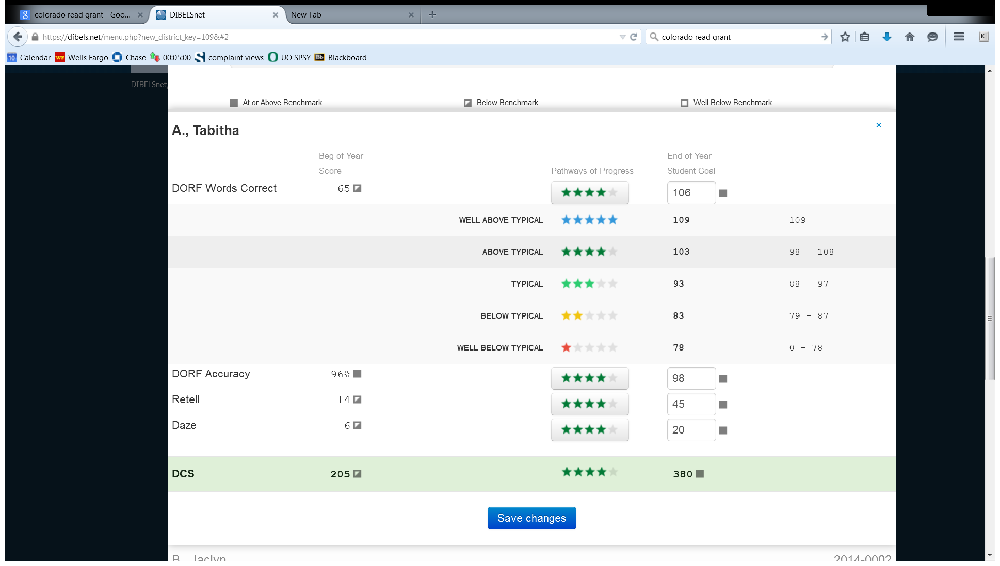 colorado read grant - Goo...
DIBELSnet
New Tab
https://dibels.net/menu.php?new_district_key=109&#2
colorado read grant
10 Calendar WF Wells Fargo Chase 00:05:00 complaint views UO SPSY Bb Blackboard
DIBELSnet,
At or Above Benchmark Below Benchmark Well Below Benchmark
A., Tabitha ×
Beg of Year End of Year
Score Pathways of Progress Student Goal
DORF Words Correct 65 106
WELL ABOVE TYPICAL 109 109+
ABOVE TYPICAL 103 98 - 108
TYPICAL 93 88 - 97
BELOW TYPICAL 83 79 - 87
WELL BELOW TYPICAL 78 0 - 78
DORF Accuracy 96% 98
Retell 14 45
Daze 6 20
DCS 205 380
Save changes
B., Jaclyn 2014-0002